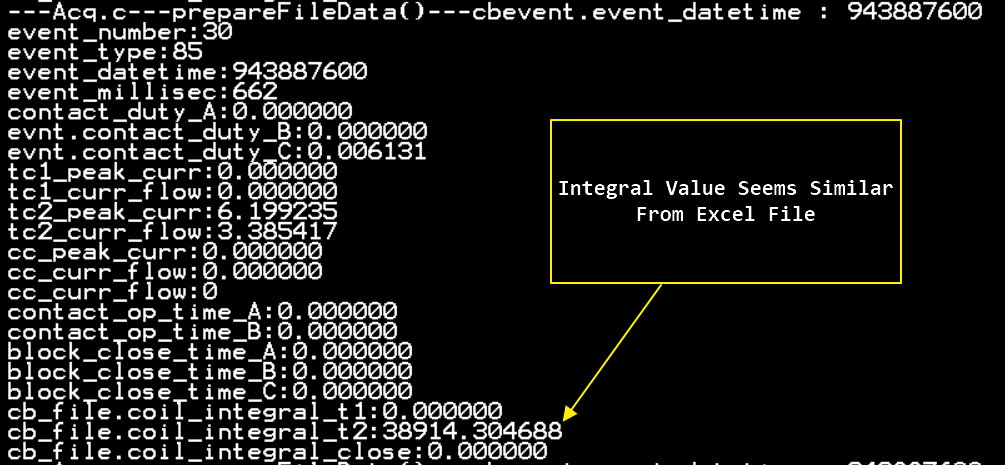 ---Acq.c---prepareFileData()---cbevent.event_datetime : 943887600
event_number:30
event_type:85
event_datetime:943887600
event_millisec:662
contact_duty_A:0.000000
evnt.contact_duty_B:0.000000
evnt.contact_duty_C:0.006131
tc1_peak_curr:0.000000
tc1_curr_flow:0.000000
tc2_peak_curr:6.199235
tc2_curr_flow:3.385417
cc_peak_curr:0.000000
cc_curr_flow:0.000000
cc_curr_flow:0
contact_op_time_A:0.000000
contact_op_time_B:0.000000
block_close_time_A:0.000000
block_close_time_B:0.000000
block_close_time_C:0.000000
cb_file.coil_integral_t1:0.000000
cb_file.coil_integral_t2:38914.304688
cb_file.coil_integral_close:0.000000
Integral Value Seems Similar
From Excel File